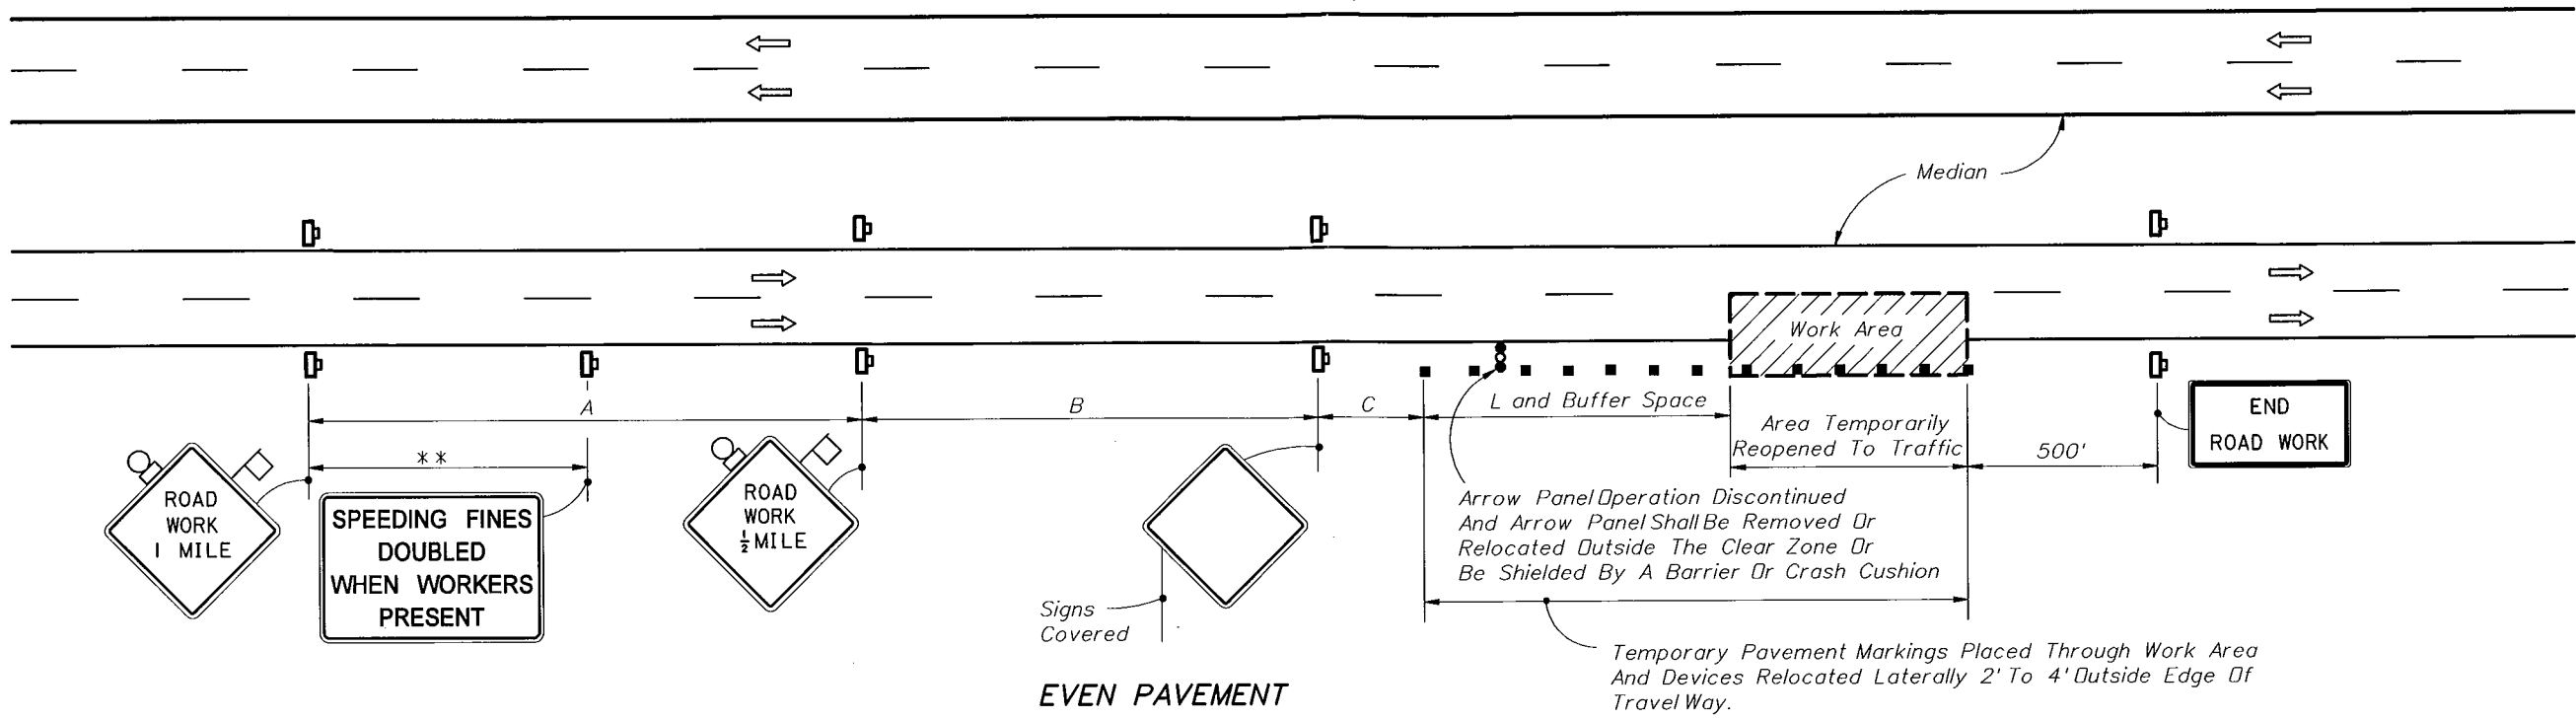 Median
Work Area
A
B
C
L and Buffer Space
Area Temporarily
Reopened To Traffic
500'
END
ROAD WORK
**
ROAD
WORK
1 MILE
SPEEDING FINES
DOUBLED
WHEN WORKERS
PRESENT
ROAD
WORK
½ MILE
Signs
Covered
Arrow Panel Operation Discontinued
And Arrow Panel Shall Be Removed Or
Relocated Outside The Clear Zone Or
Be Shielded By A Barrier Or Crash Cushion
Temporary Pavement Markings Placed Through Work Area
And Devices Relocated Laterally 2' To 4' Outside Edge Of
Travel Way.
EVEN PAVEMENT